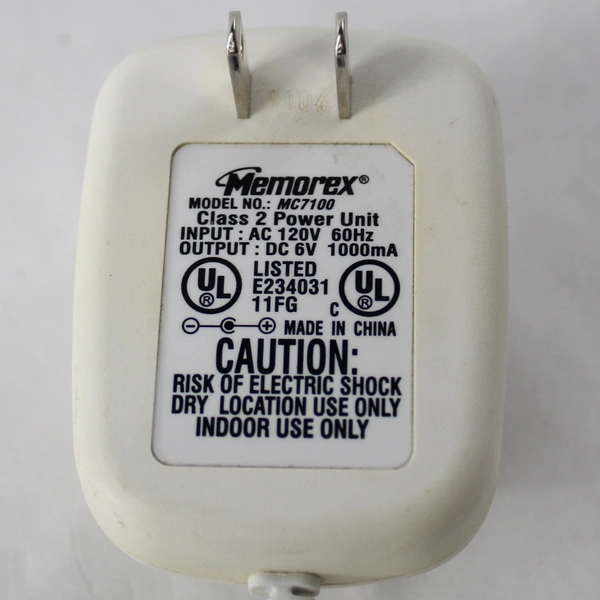 1104
Memorex®
MODEL NO.: MC7100
Class 2 Power Unit
INPUT : AC 120V 60Hz
OUTPUT : DC 6V 1000mA
UL® LISTED C UL®
E234031
11FG
MADE IN CHINA
CAUTION:
RISK OF ELECTRIC SHOCK
DRY LOCATION USE ONLY
INDOOR USE ONLY